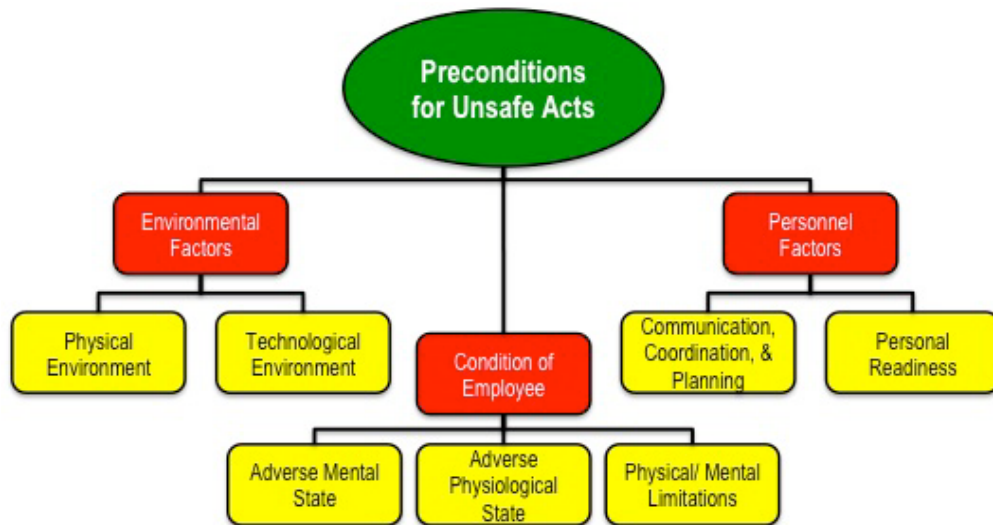 Preconditions
for Unsafe Acts
Environmental
Factors
Personnel
Factors
Physical
Environment
Technological
Environment
Condition of
Employee
Communication,
Coordination, &
Planning
Personal
Readiness
Adverse Mental
State
Adverse
Physiological
State
Physical/ Mental
Limitations